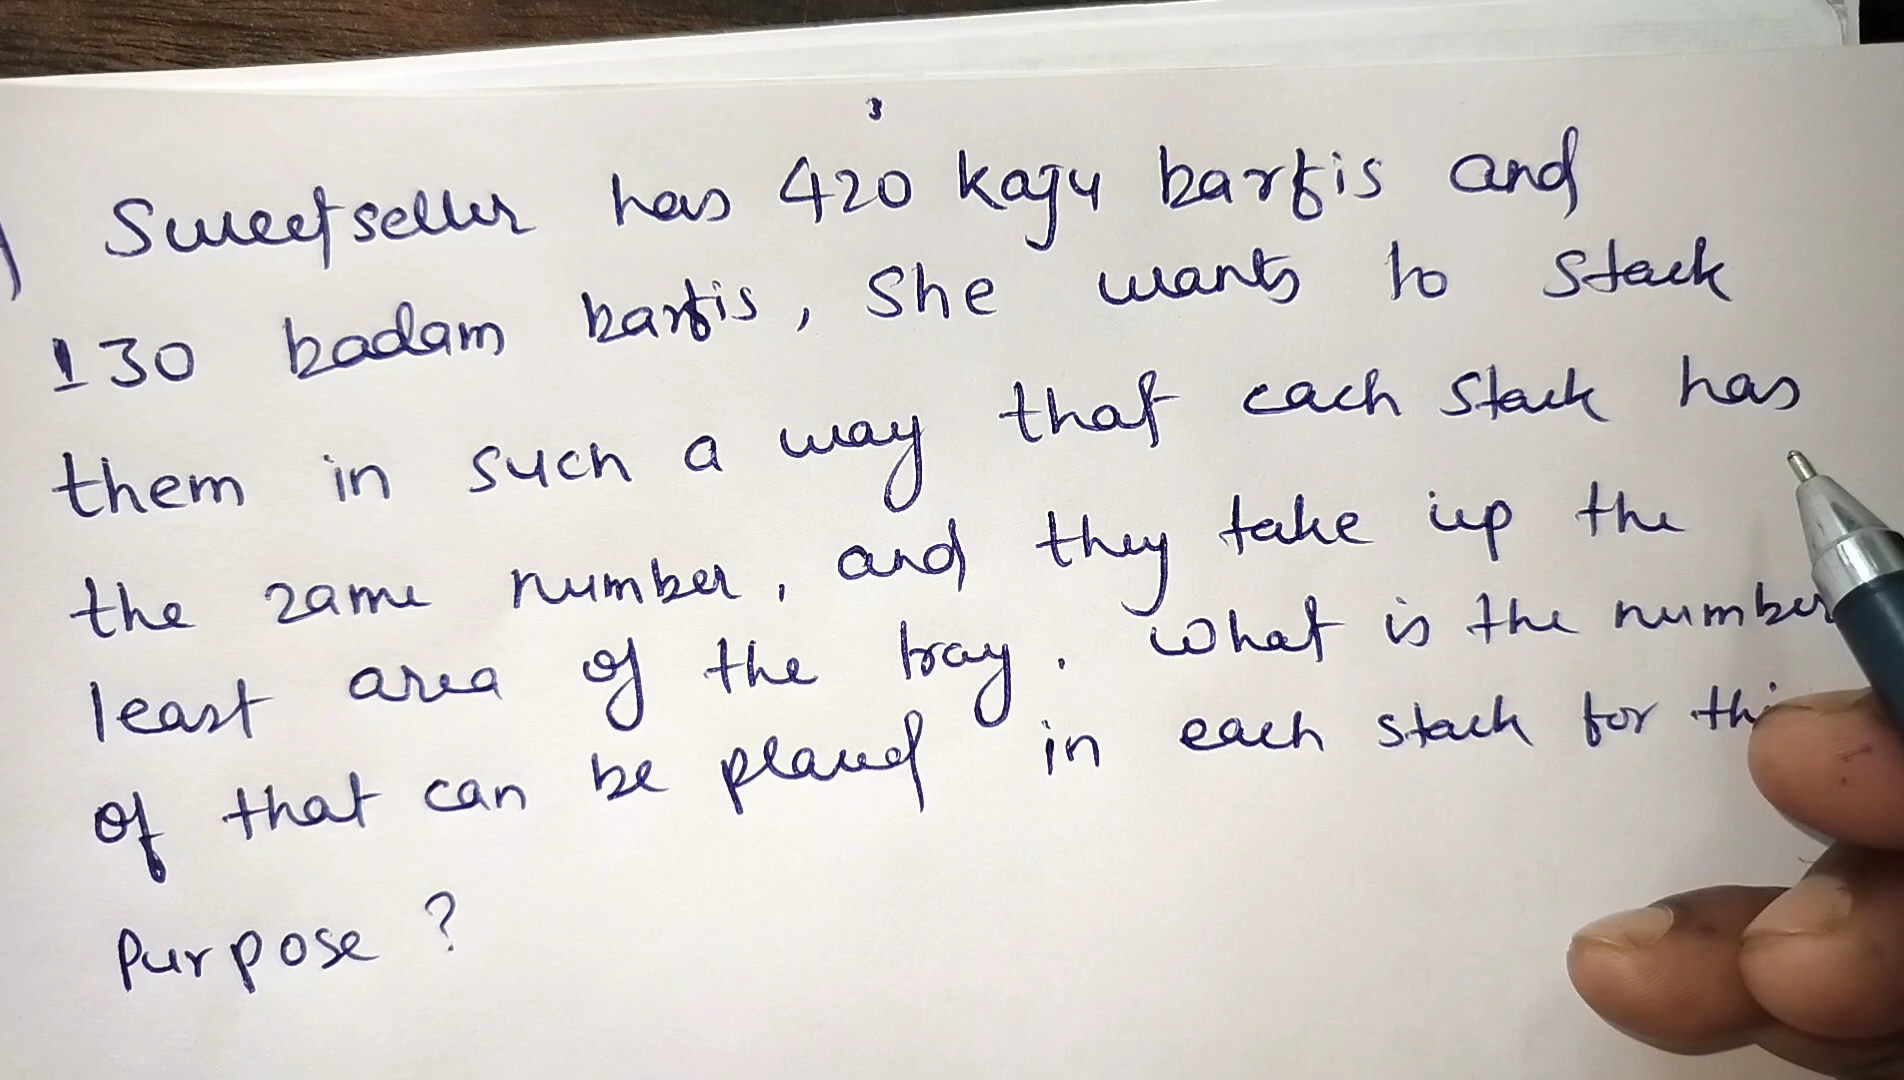 Sweetseller has 420 kaju barfis and
130 badam barfis, She wants to stack
them in such a way that each stack has
the same number, and they take up the
least area of the tray. What is the number
of that can be placed in each stack for this
Purpose?